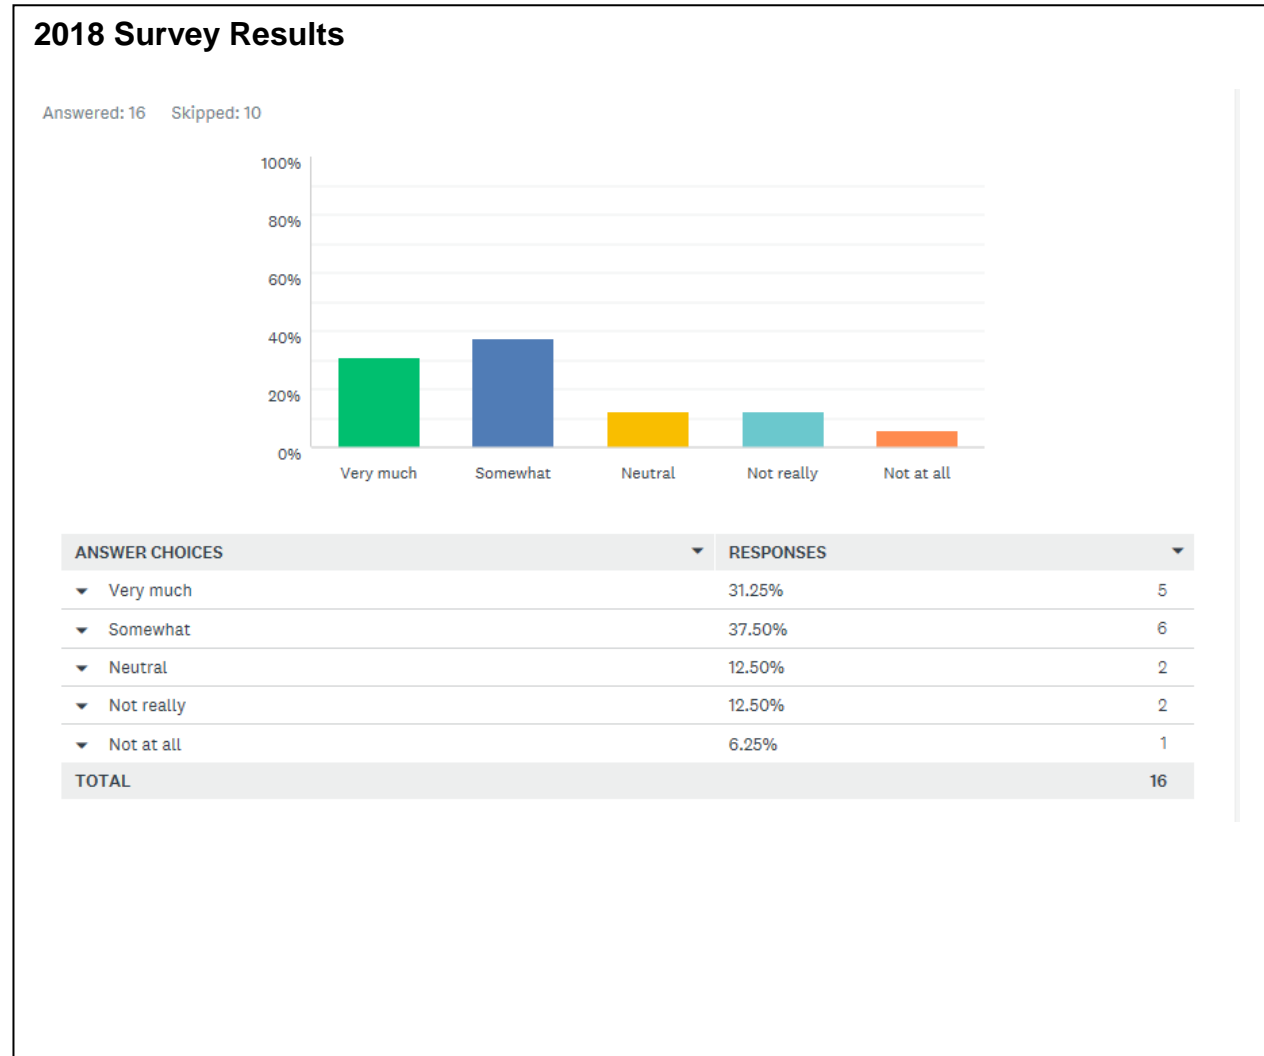 2018 Survey Results
Answered: 16 Skipped: 10
100%
80%
60%
40%
20%
0%
Very much Somewhat Neutral Not really Not at all
ANSWER CHOICES RESPONSES
Very much 31.25% 5
Somewhat 37.50% 6
Neutral 12.50% 2
Not really 12.50% 2
Not at all 6.25% 1
TOTAL 16